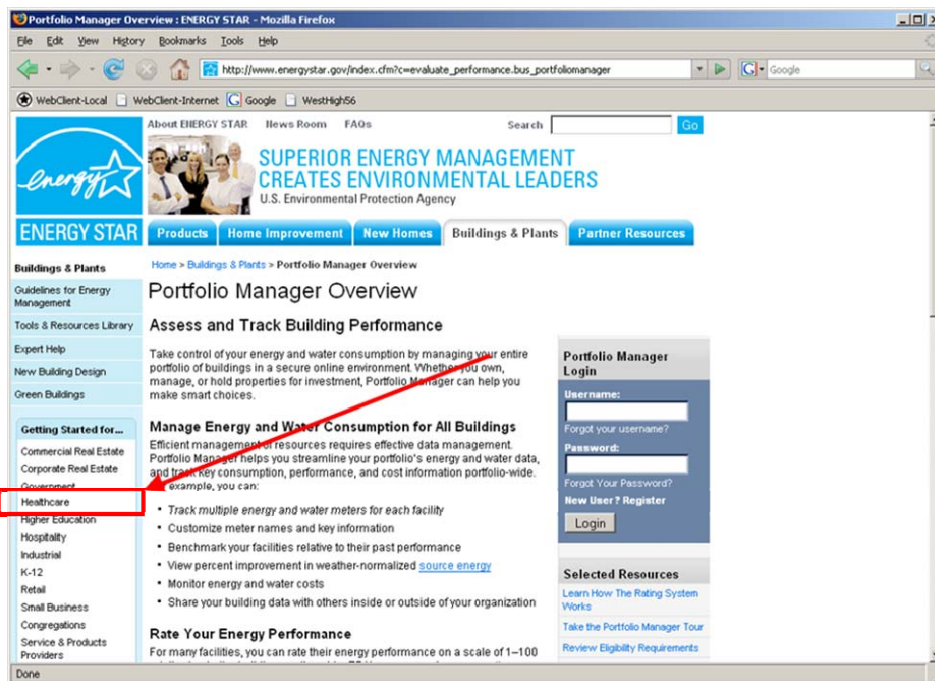 Portfolio Manager Overview : ENERGY STAR - Mozilla Firefox
File Edit View History Bookmarks Tools Help
http://www.energystar.gov/index.cfm?c=evaluate_performance.bus_portfoliomanager
G Google
WebClient-Local WebClient-Internet G Google WestHigh56
About ENERGY STAR News Room FAQs Search Go
energy
ENERGY STAR
SUPERIOR ENERGY MANAGEMENT
CREATES ENVIRONMENTAL LEADERS
U.S. Environmental Protection Agency
Products Home Improvement New Homes Buildings & Plants Partner Resources
Buildings & Plants
Guidelines for Energy
Management
Tools & Resources Library
Expert Help
New Building Design
Green Buildings
Getting Started for...
Commercial Real Estate
Corporate Real Estate
Government
Healthcare
Higher Education
Hospitality
Industrial
K-12
Retail
Small Business
Congregations
Service & Products
Providers
Home > Buildings & Plants > Portfolio Manager Overview
Portfolio Manager Overview
Assess and Track Building Performance
Take control of your energy and water consumption by managing your entire
portfolio of buildings in a secure online environment. Whether you own,
manage, or hold properties for investment, Portfolio Manager can help you
make smart choices.
Manage Energy and Water Consumption for All Buildings
Efficient management of resources requires effective data management.
Portfolio Manager helps you streamline your portfolio's energy and water data,
and track key consumption, performance, and cost information portfolio-wide.
example, you can:
• Track multiple energy and water meters for each facility
• Customize meter names and key information
• Benchmark your facilities relative to their past performance
• View percent improvement in weather-normalized source energy
• Monitor energy and water costs
• Share your building data with others inside or outside of your organization
Rate Your Energy Performance
For many facilities, you can rate their energy performance on a scale of 1–100
Portfolio Manager
Login
Username:
Forgot your username?
Password:
Forgot Your Password?
New User? Register
Login
Selected Resources
Learn How The Rating System
Works
Take the Portfolio Manager Tour
Review Eligibility Requirements
Done